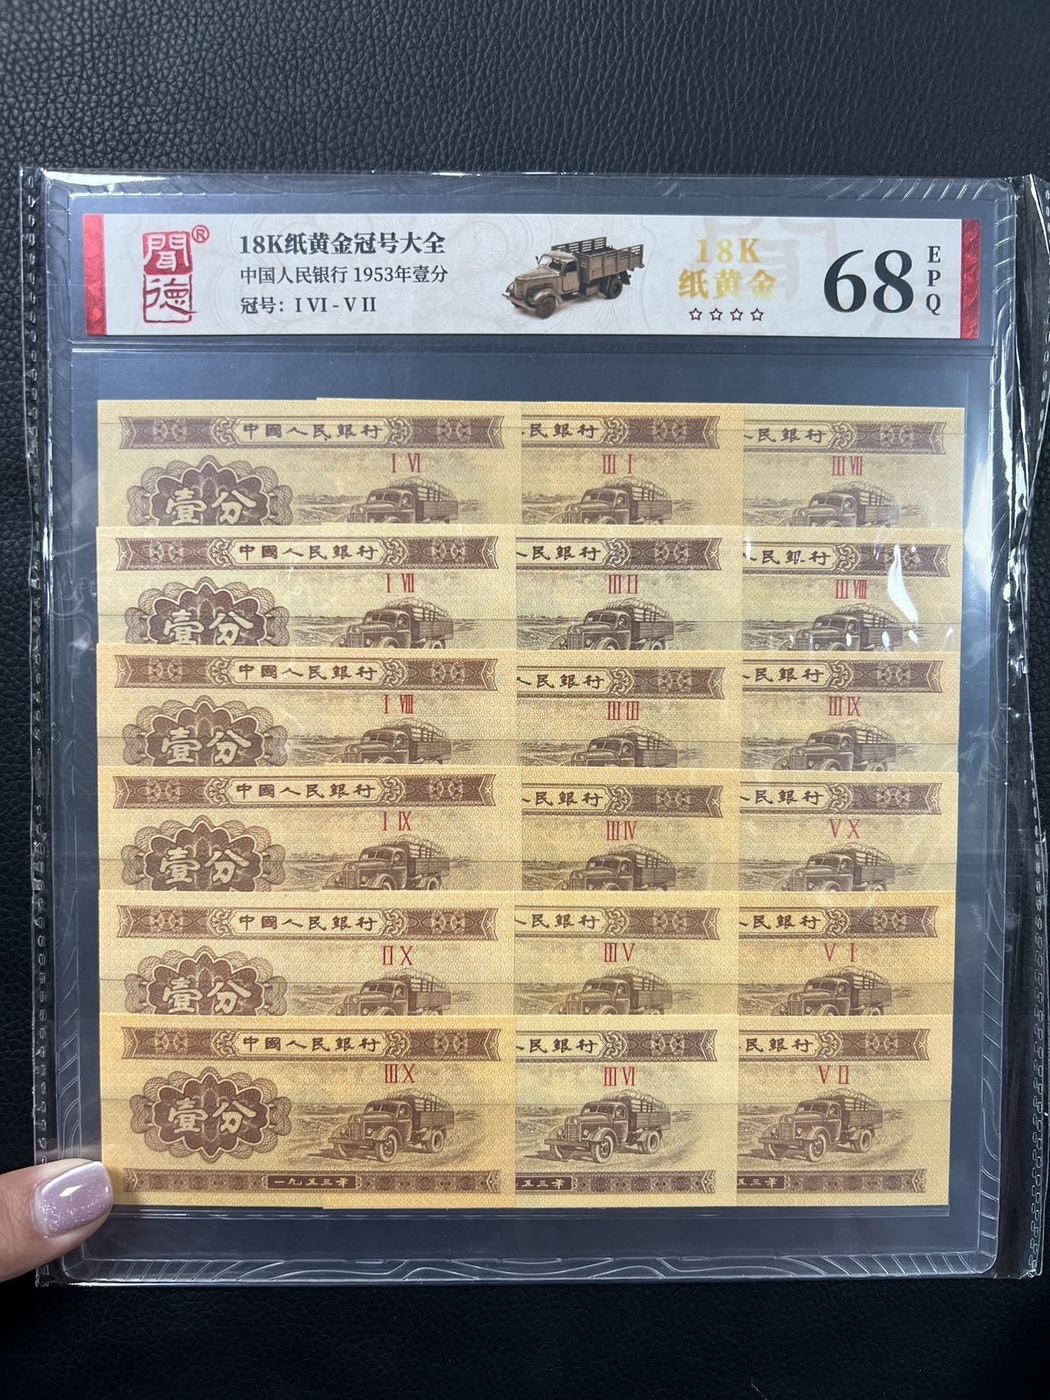 聞德®
18K纸黄金冠号大全
中国人民银行 1953年壹分
冠号: I VI - V II
18K
纸黄金
☆☆☆☆
68
EPQ
中國人民銀行 民銀行 人民銀行
I VI III I III VII
壹分
中國人民銀行 人民銀行 民銀行
I VII III II III VIII
壹分
中國人民銀行 人民銀行 民銀行
I VIII III III III IX
壹分
中國人民銀行 民銀行 人民銀行
I IX III IV V X
壹分
中國人民銀行 民銀行 民銀行
II X III V V I
壹分
中國人民銀行 人民銀行 民銀行
III X III VI V II
壹分
一九五三年 五三年 三年